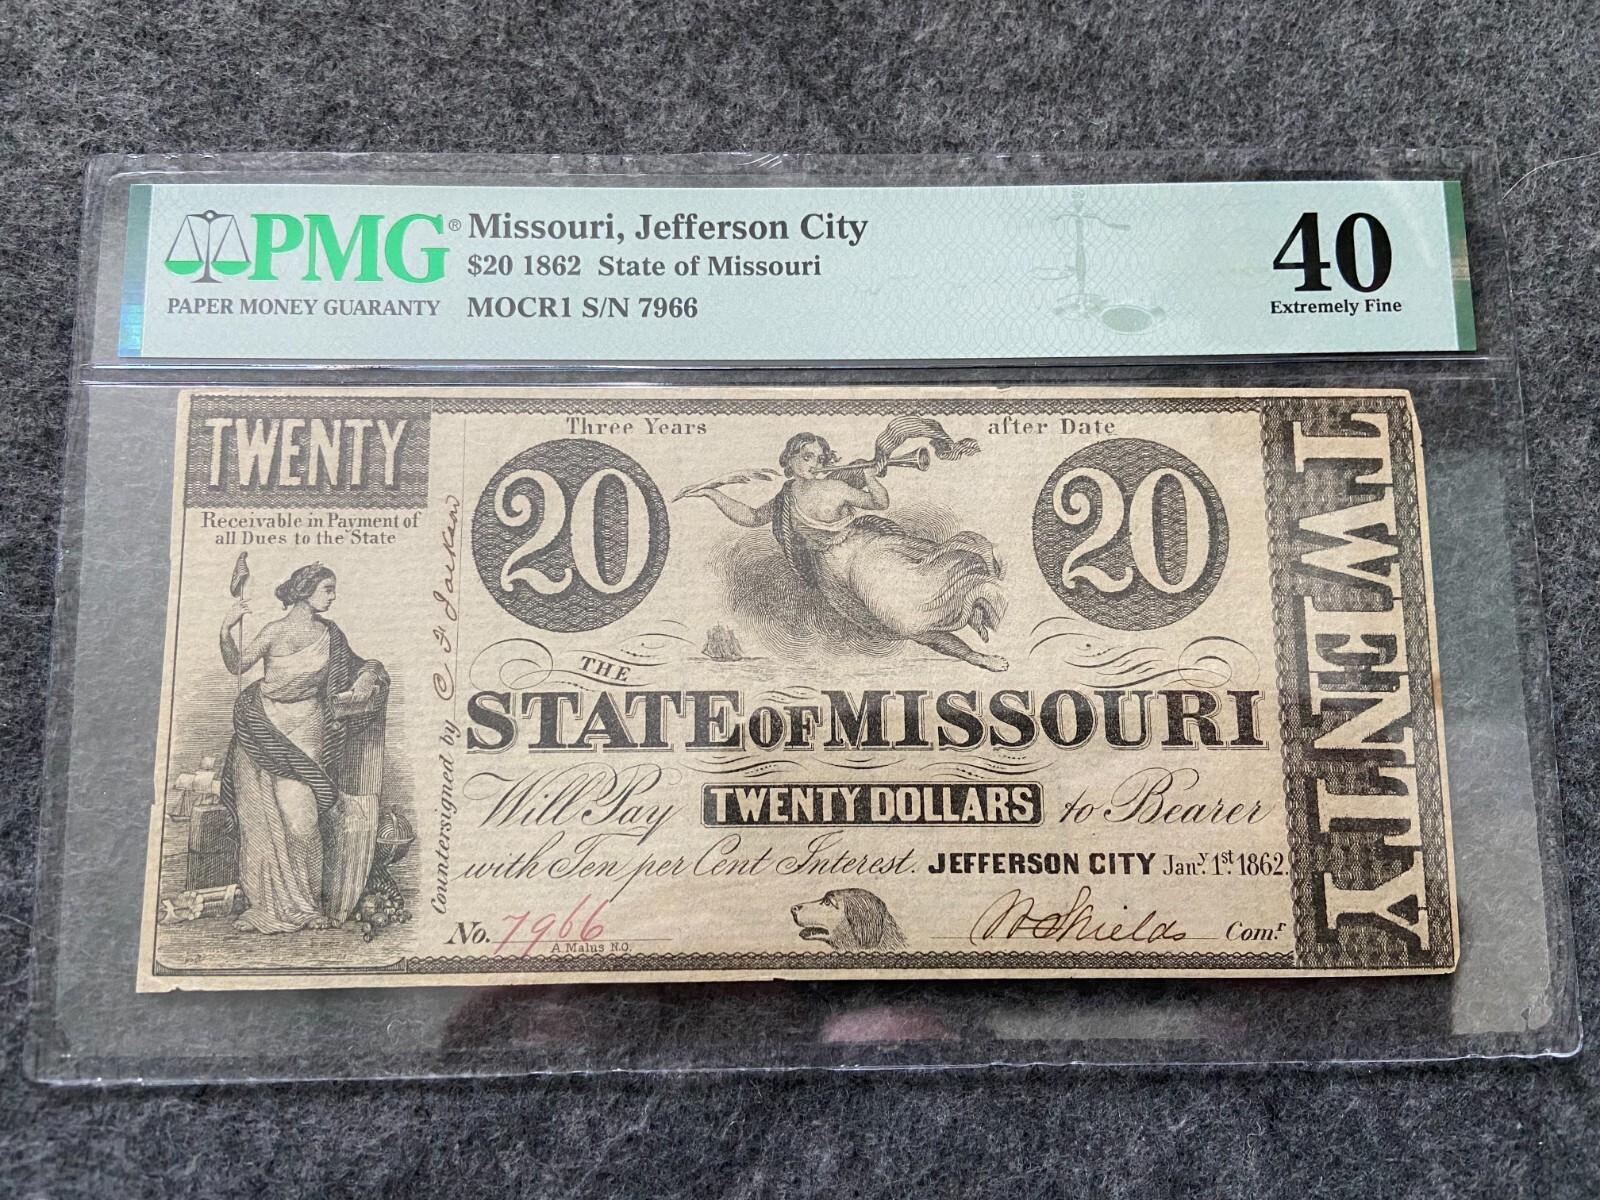 PMG® Missouri, Jefferson City
$20 1862 State of Missouri
PAPER MONEY GUARANTY MOCR1 S/N 7966
40
Extremely Fine
TWENTY
Receivable in Payment of
all Dues to the State
Countersigned by
Three Years after Date
20 20
THE
STATE OF MISSOURI
Will Pay TWENTY DOLLARS to Bearer
with Ten per Cent Interest. JEFFERSON CITY Jany. 1st. 1862.
No. 7966 Shields Comr.
A Malus N.O.
TWENTY